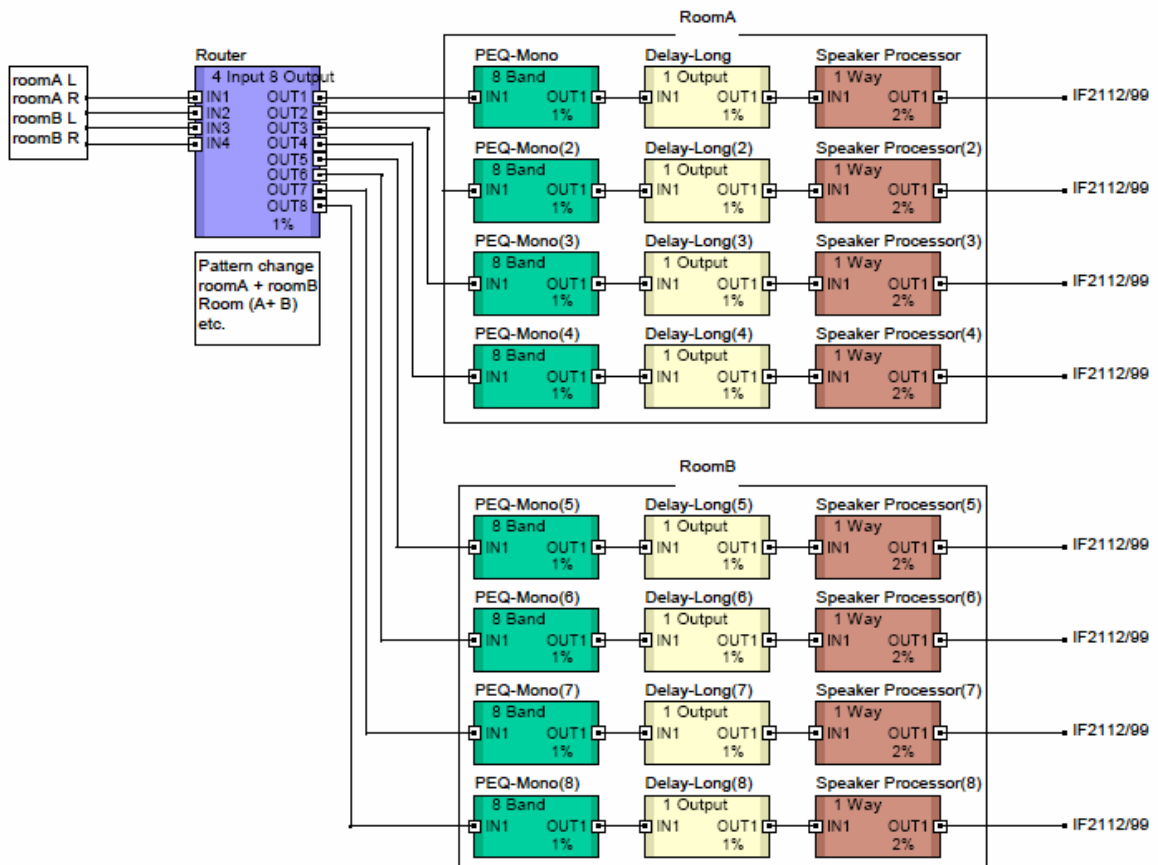 RoomA
Router
PEQ-Mono
Delay-Long
Speaker Processor
roomA L
roomA R
roomB L
roomB R
4 Input 8 Output
IN1 OUT1
IN2 OUT2
IN3 OUT3
IN4 OUT4
OUT5
OUT6
OUT7
OUT8
1%
8 Band
IN1 OUT1
1%
1 Output
IN1 OUT1
1%
1 Way
IN1 OUT1
2%
IF2112/99
PEQ-Mono(2)
Delay-Long(2)
Speaker Processor(2)
8 Band
IN1 OUT1
1%
1 Output
IN1 OUT1
1%
1 Way
IN1 OUT1
2%
IF2112/99
Pattern change
roomA + roomB
Room (A+ B)
etc.
PEQ-Mono(3)
Delay-Long(3)
Speaker Processor(3)
8 Band
IN1 OUT1
1%
1 Output
IN1 OUT1
1%
1 Way
IN1 OUT1
2%
IF2112/99
PEQ-Mono(4)
Delay-Long(4)
Speaker Processor(4)
8 Band
IN1 OUT1
1%
1 Output
IN1 OUT1
1%
1 Way
IN1 OUT1
2%
IF2112/99
RoomB
PEQ-Mono(5)
Delay-Long(5)
Speaker Processor(5)
8 Band
IN1 OUT1
1%
1 Output
IN1 OUT1
1%
1 Way
IN1 OUT1
2%
IF2112/99
PEQ-Mono(6)
Delay-Long(6)
Speaker Processor(6)
8 Band
IN1 OUT1
1%
1 Output
IN1 OUT1
1%
1 Way
IN1 OUT1
2%
IF2112/99
PEQ-Mono(7)
Delay-Long(7)
Speaker Processor(7)
8 Band
IN1 OUT1
1%
1 Output
IN1 OUT1
1%
1 Way
IN1 OUT1
2%
IF2112/99
PEQ-Mono(8)
Delay-Long(8)
Speaker Processor(8)
8 Band
IN1 OUT1
1%
1 Output
IN1 OUT1
1%
1 Way
IN1 OUT1
2%
IF2112/99